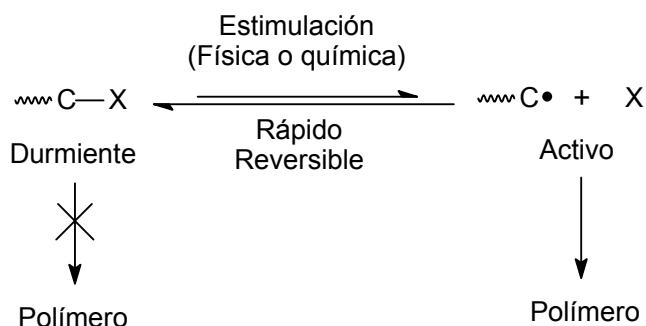 Estimulación
(Física o química)
C—X
C• + X
Rápido
Reversible
Durmiente
Activo
Polímero
Polímero